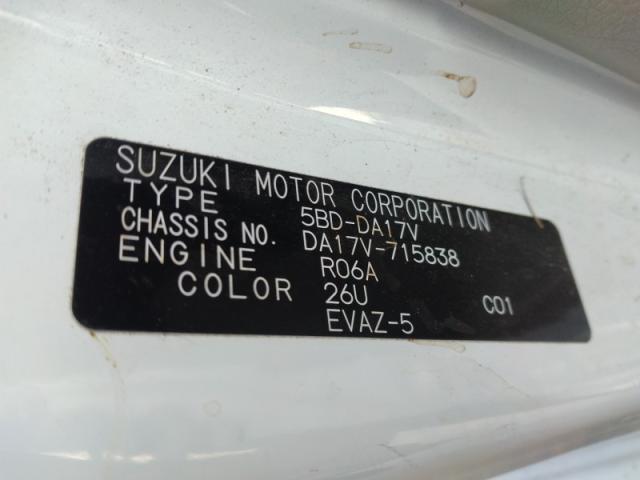 SUZUKI MOTOR CORPORATION
TYPE 5BD-DA17V
CHASSIS NO. DA17V-715838
ENGINE R06A
COLOR 26U C01
EVAZ-5